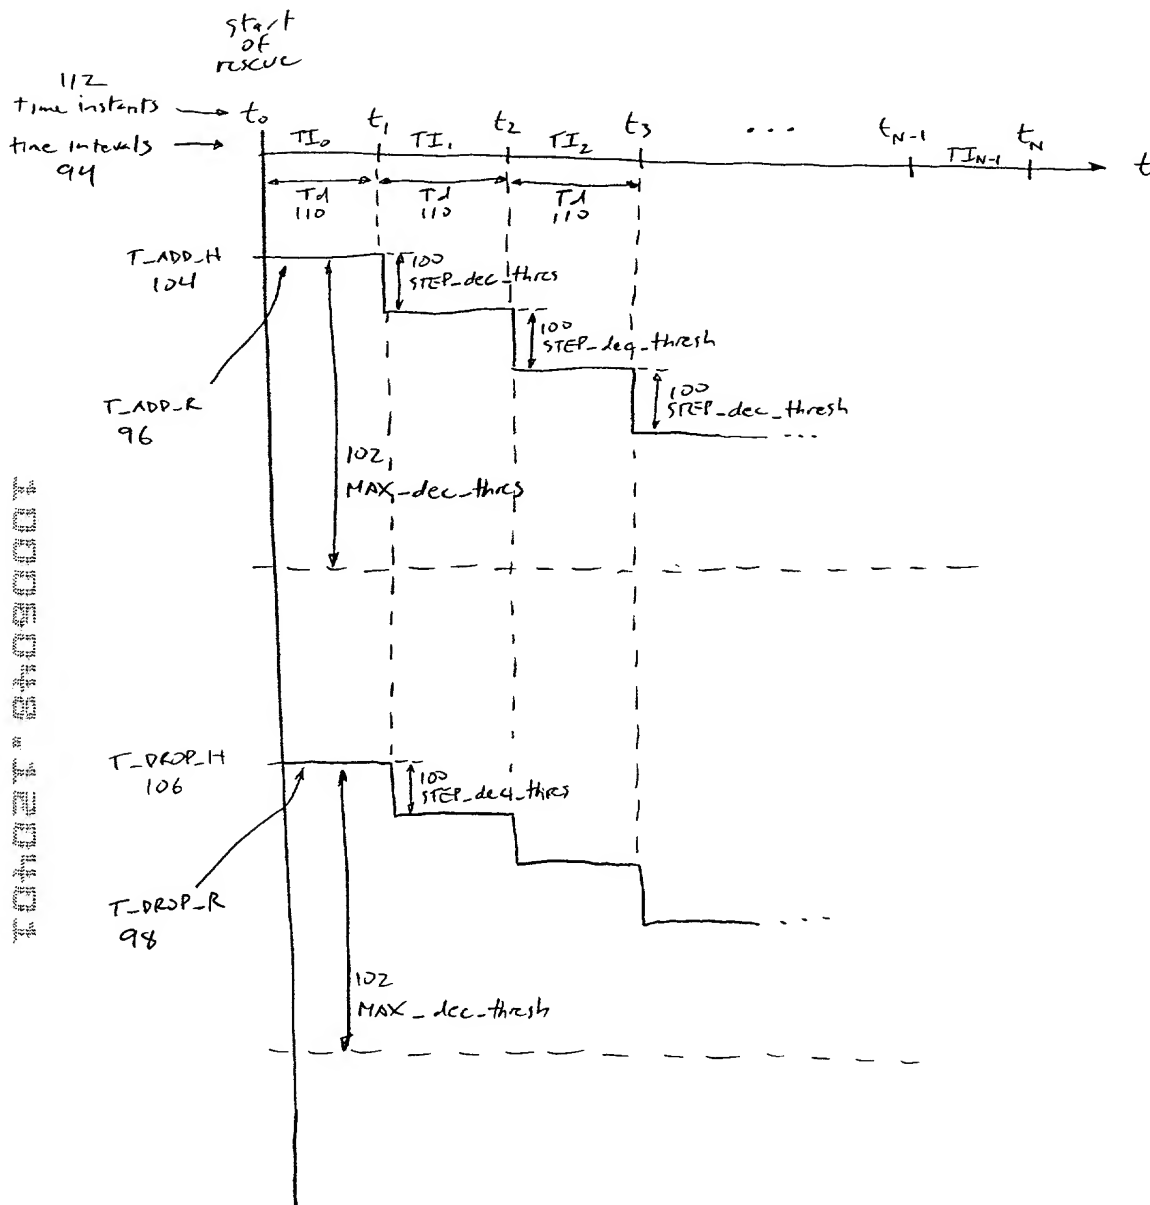 start
of
rescue
112
time instants
t0 t1 t2 t3 ... tN-1 tN
time intervals
94
TI0 TI1 TI2 TIN-1 t
Td Td Td
110 110 110
T_ADD_H
104
100
STEP_dec_thres
100
STEP_dec_thresh
100
STEP_dec_thresh
T_ADD_R
96
...
102
MAX_dec_thres
T_DROP_H
106
100
STEP_dec_thres
T_DROP_R
98
...
102
MAX_dec_thresh
10006048.120401